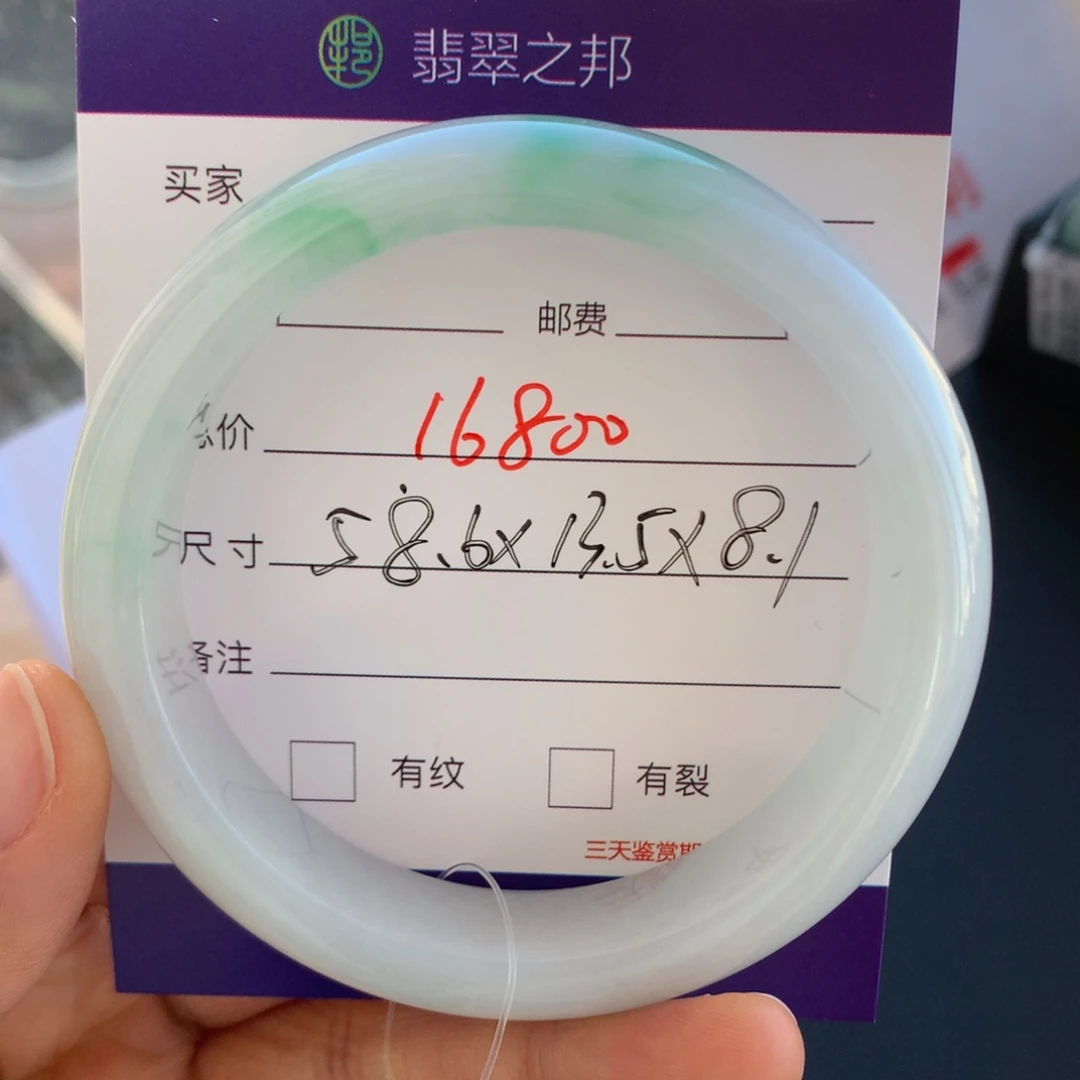 翡翠之邦
买家
邮费
价 16800
尺寸 58.6x13.5x8.1
备注
有纹 有裂
三天鉴赏期